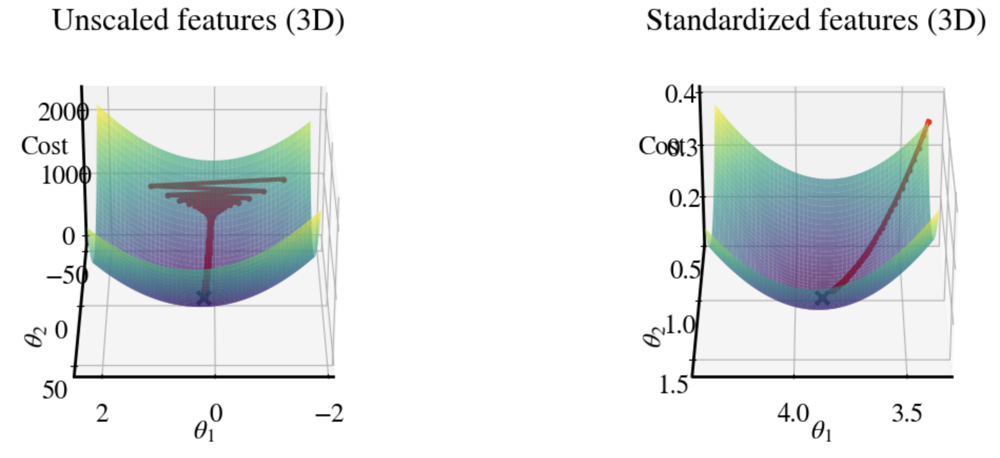 Unscaled features (3D)
2000
Cost
1000
0
−50
θ₂
0
50
2
0
−2
θ₁
Standardized features (3D)
0.4
Cost
0.3
0.2
0.5
θ₂
1.0
1.5
4.0
3.5
θ₁